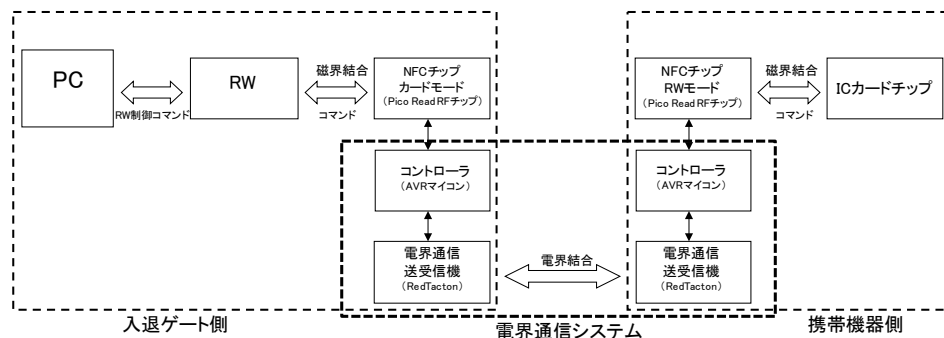 PC
RW制御コマンド
RW
磁界結合
コマンド
NFCチップ
カードモード
(Pico Read RFチップ)
コントローラ
(AVRマイコン)
電界通信
送受信機
(RedTacton)
入退ゲート側
電界結合
電界通信システム
NFCチップ
RWモード
(Pico Read RFチップ)
磁界結合
コマンド
ICカードチップ
コントローラ
(AVRマイコン)
電界通信
送受信機
(RedTacton)
携帯機器側